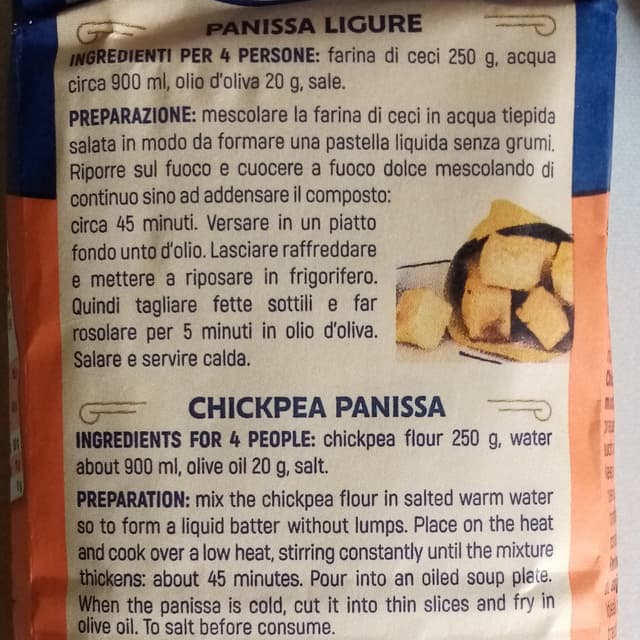 PANISSA LIGURE
INGREDIENTI PER 4 PERSONE: farina di ceci 250 g, acqua
circa 900 ml, olio d'oliva 20 g, sale.
PREPARAZIONE: mescolare la farina di ceci in acqua tiepida
salata in modo da formare una pastella liquida senza grumi.
Riporre sul fuoco e cuocere a fuoco dolce mescolando di
continuo sino ad addensare il composto:
circa 45 minuti. Versare in un piatto
fondo unto d'olio. Lasciare raffreddare
e mettere a riposare in frigorifero.
Quindi tagliare fette sottili e far
rosolare per 5 minuti in olio d'oliva.
Salare e servire calda.
CHICKPEA PANISSA
INGREDIENTS FOR 4 PEOPLE: chickpea flour 250 g, water
about 900 ml, olive oil 20 g, salt.
PREPARATION: mix the chickpea flour in salted warm water
so to form a liquid batter without lumps. Place on the heat
and cook over a low heat, stirring constantly until the mixture
thickens: about 45 minutes. Pour into an oiled soup plate.
When the panissa is cold, cut it into thin slices and fry in
olive oil. To salt before consume.